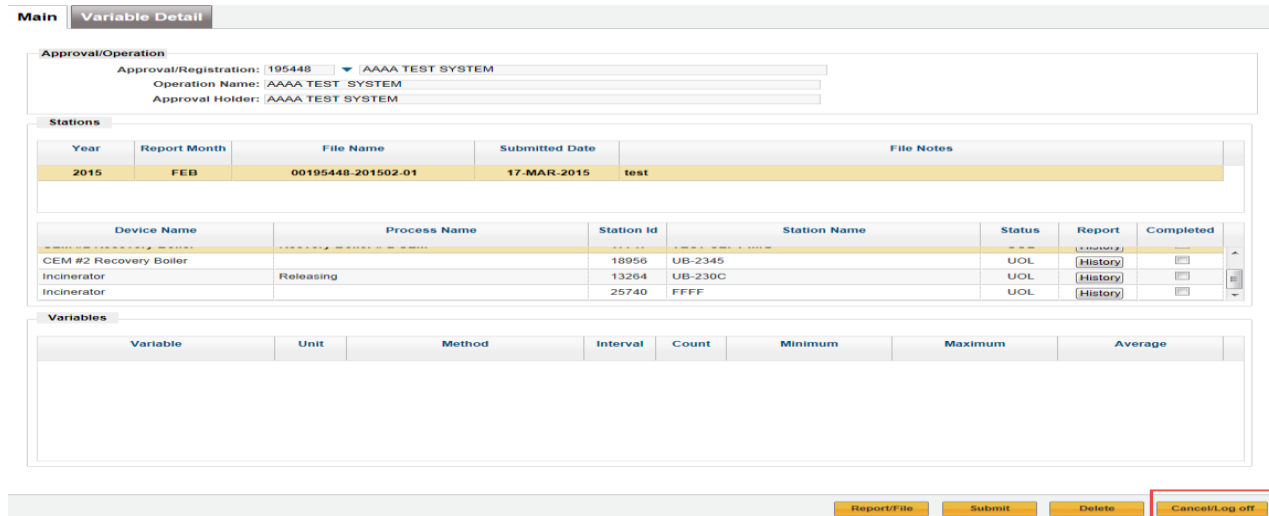 Main Variable Detail
Approval/Operation
Approval/Registration: 195448 AAAA TEST SYSTEM
Operation Name: AAAA TEST SYSTEM
Approval Holder: AAAA TEST SYSTEM
Stations
Year Report Month File Name Submitted Date File Notes
2015 FEB 00195448-201502-01 17-MAR-2015 test
Device Name Process Name Station Id Station Name Status Report Completed
CEM #2 Recovery Boiler 18956 UB-2345 UOL History
Incinerator Releasing 13264 UB-230C UOL History
Incinerator 25740 FFFF UOL History
Variables
Variable Unit Method Interval Count Minimum Maximum Average
Report/File Submit Delete Cancel/Log off